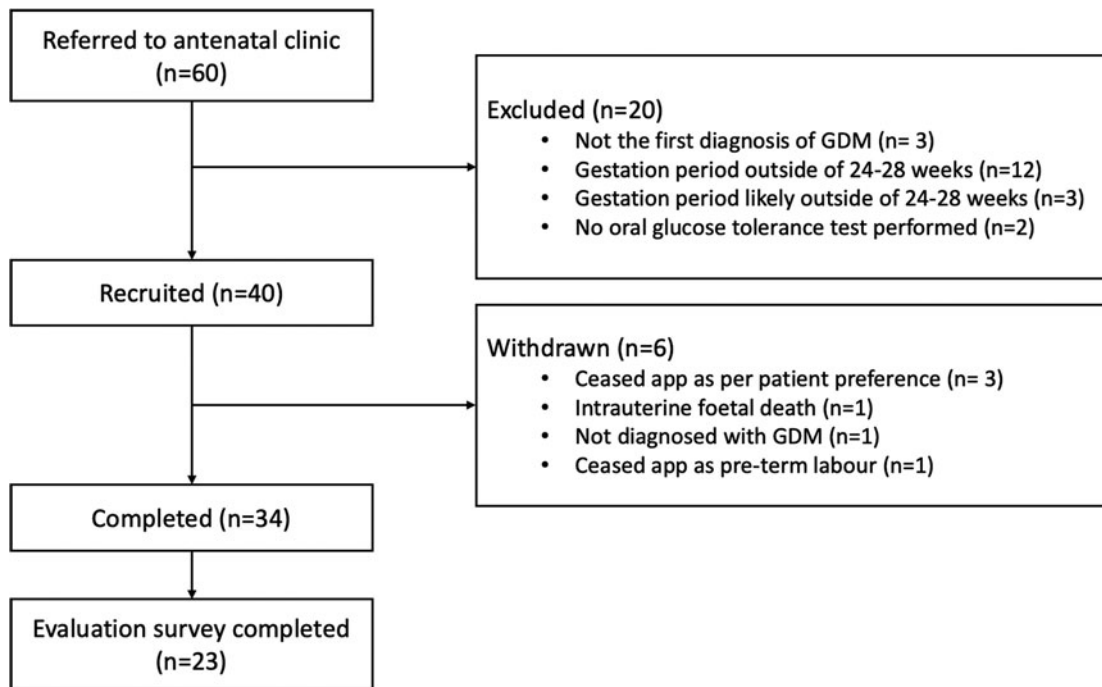 Referred to antenatal clinic
(n=60)
Excluded (n=20)
• Not the first diagnosis of GDM (n= 3)
• Gestation period outside of 24-28 weeks (n=12)
• Gestation period likely outside of 24-28 weeks (n=3)
• No oral glucose tolerance test performed (n=2)
Recruited (n=40)
Withdrawn (n=6)
• Ceased app as per patient preference (n= 3)
• Intrauterine foetal death (n=1)
• Not diagnosed with GDM (n=1)
• Ceased app as pre-term labour (n=1)
Completed (n=34)
Evaluation survey completed
(n=23)